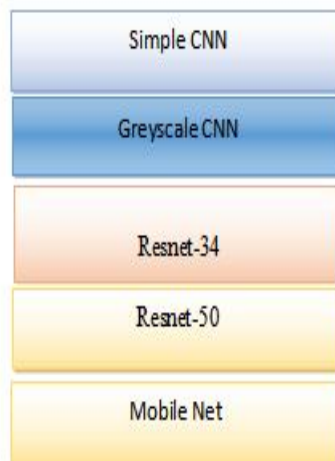 Simple CNN
Greyscale CNN
Resnet-34
Resnet-50
Mobile Net